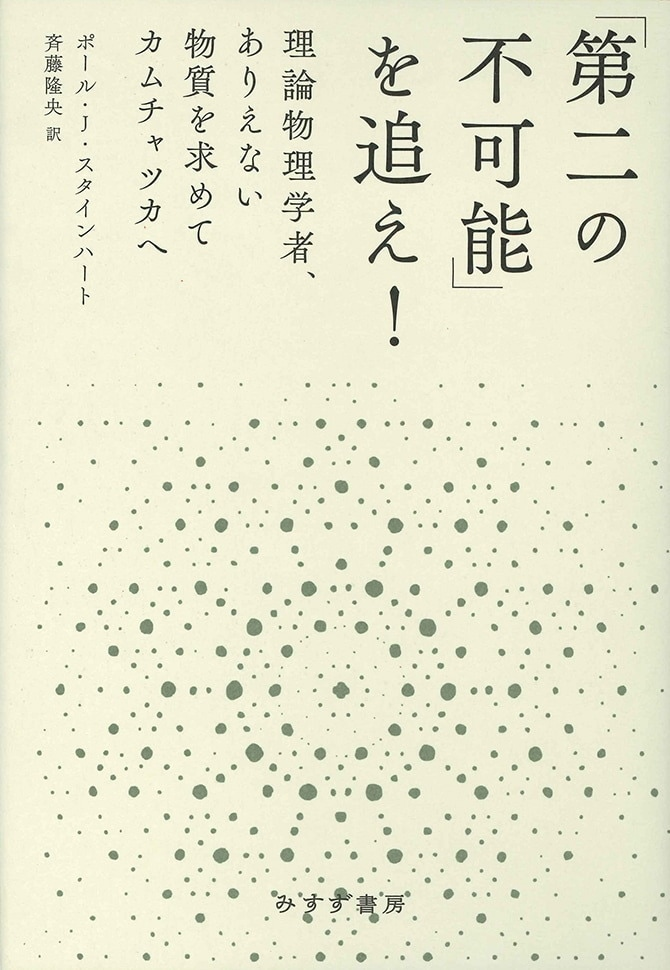 「第二の
不可能」
を追え！
理論物理学者、
ありえない
物質を求めて
カムチャツカへ
ポール・J・スタインハート
斉藤隆央 訳
みすず書房